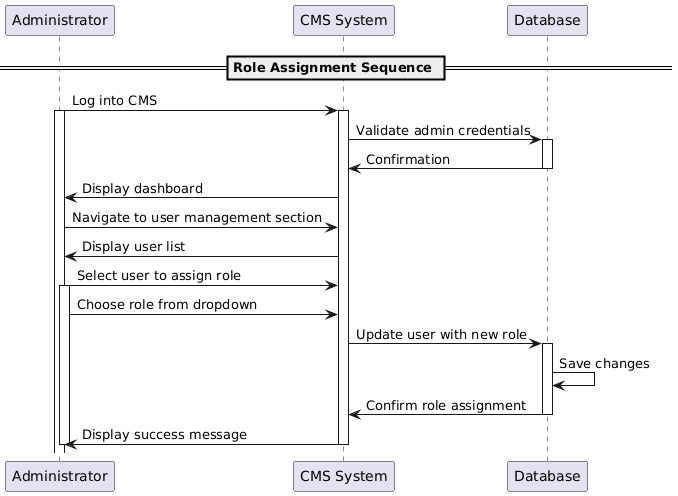 Administrator
CMS System
Database
Role Assignment Sequence
Log into CMS
Validate admin credentials
Confirmation
Display dashboard
Navigate to user management section
Display user list
Select user to assign role
Choose role from dropdown
Update user with new role
Save changes
Confirm role assignment
Display success message
Administrator
CMS System
Database